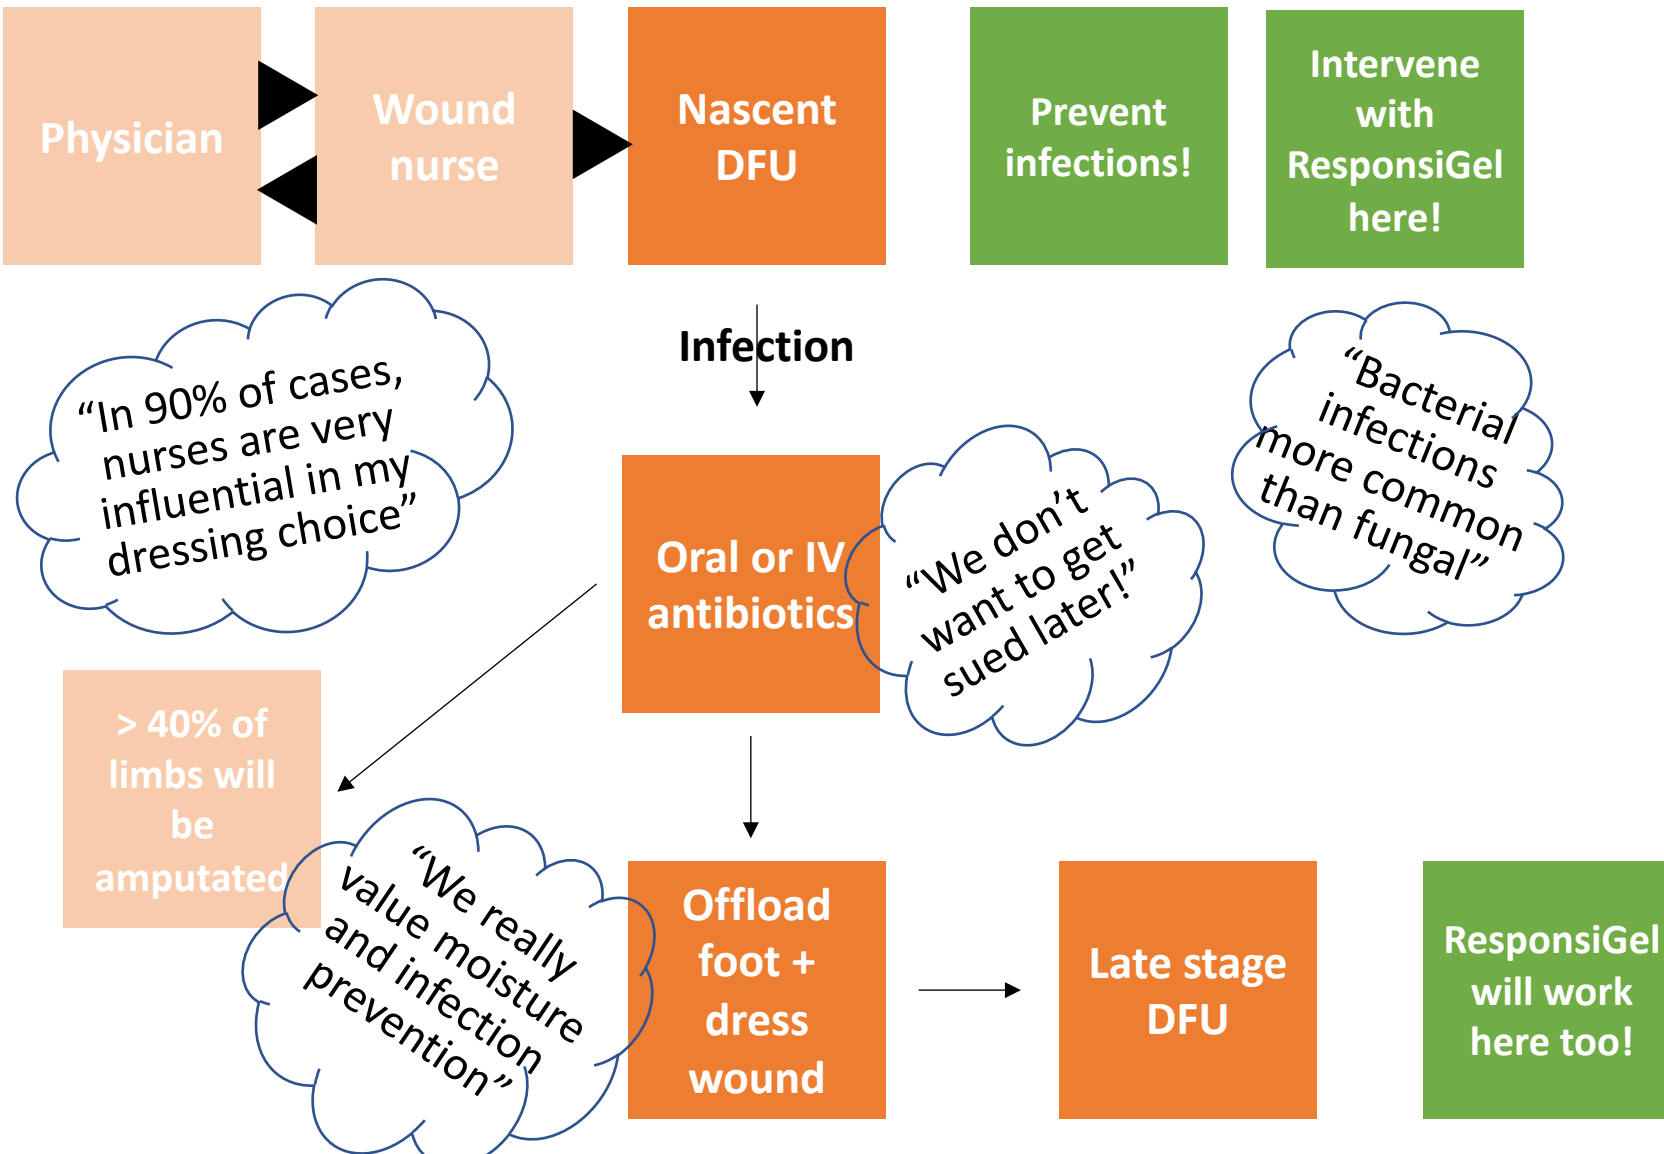 Physician
Wound
nurse
Nascent
DFU
Prevent
infections!
Intervene
with
ResponsiGel
here!
Infection
“In 90% of cases,
nurses are very
influential in my
dressing choice”
“Bacterial
infections
more common
than fungal”
Oral or IV
antibiotics
“We don’t
want to get
sued later!”
> 40% of
limbs will
be
amputated
“We really
value moisture
and infection
prevention”
Offload
foot +
dress
wound
Late stage
DFU
ResponsiGel
will work
here too!